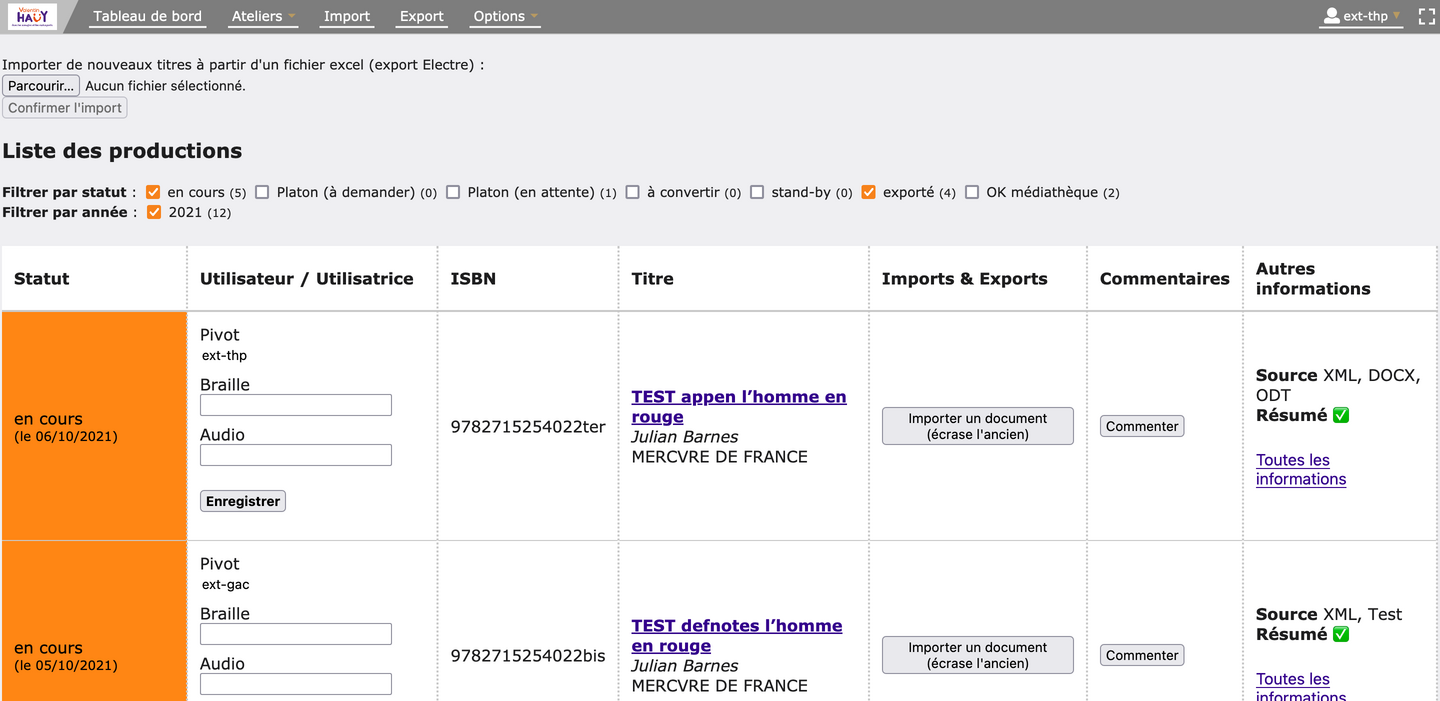 Valentin
HAÜY
Tableau de bord Ateliers Import Export Options ext-thp
Importer de nouveaux titres à partir d'un fichier excel (export Electre) :
Parcourir... Aucun fichier sélectionné.
Confirmer l'import
Liste des productions
Filtrer par statut : en cours (5) Platon (à demander) (0) Platon (en attente) (1) à convertir (0) stand-by (0) exporté (4) OK médiathèque (2)
Filtrer par année : 2021 (12)
Statut Utilisateur / Utilisatrice ISBN Titre Imports & Exports Commentaires Autres informations
en cours
(le 06/10/2021)
Pivot
ext-thp
Braille
Audio
Enregistrer
9782715254022ter
TEST appen l’homme en
rouge
Julian Barnes
MERCVRE DE FRANCE
Importer un document
(écrase l'ancien)
Commenter
Source XML, DOCX,
ODT
Résumé ✅
Toutes les
informations
en cours
(le 05/10/2021)
Pivot
ext-gac
Braille
Audio
9782715254022bis
TEST defnotes l’homme
en rouge
Julian Barnes
MERCVRE DE FRANCE
Importer un document
(écrase l'ancien)
Commenter
Source XML, Test
Résumé ✅
Toutes les
informations